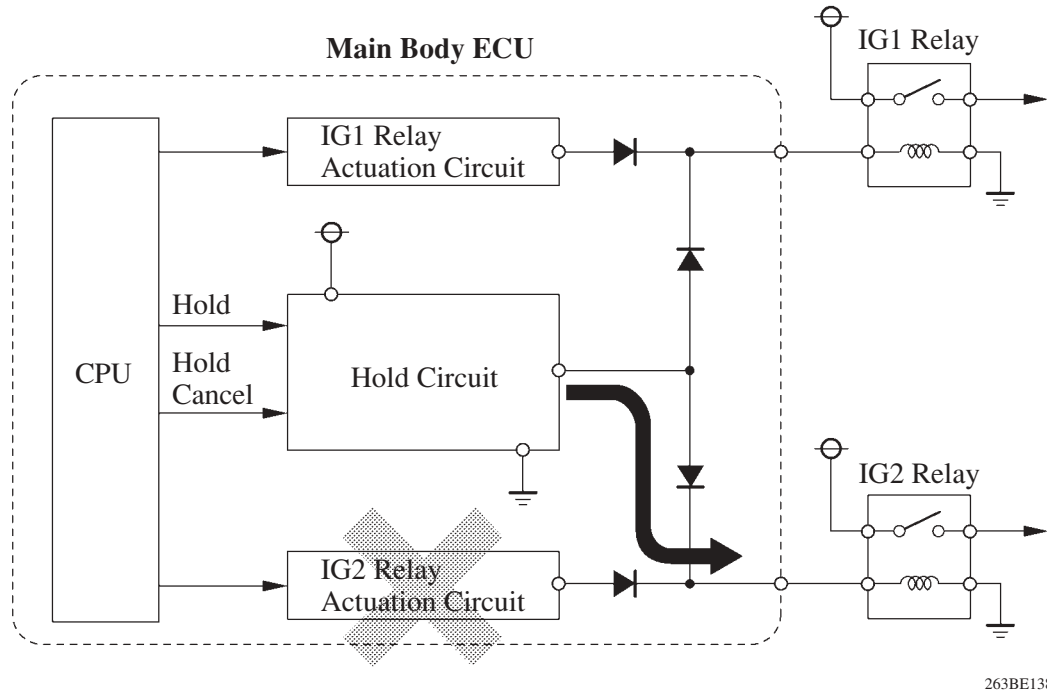 Main Body ECU
IG1 Relay
IG1 Relay
Actuation Circuit
Hold
Hold
Cancel
CPU
Hold Circuit
IG2 Relay
IG2 Relay
Actuation Circuit